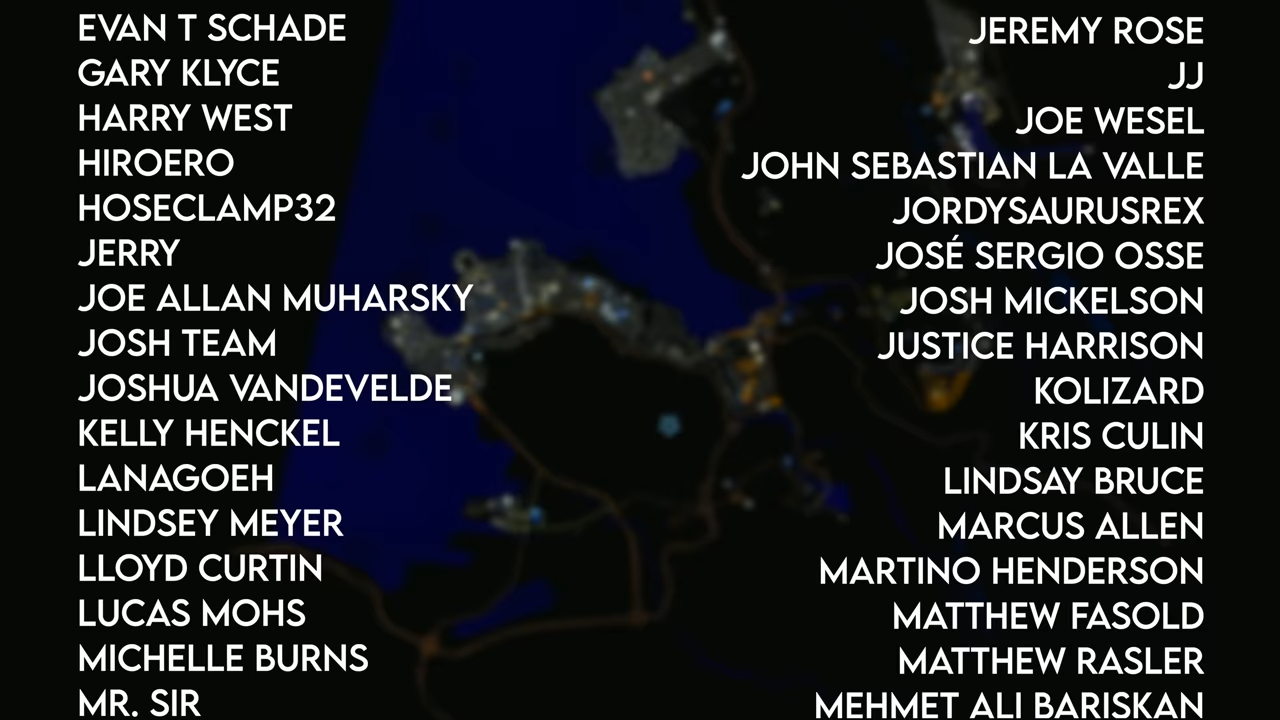 EVAN T SCHADE
GARY KLYCE
HARRY WEST
HIROERO
HOSECLAMP32
JERRY
JOE ALLAN MUHARSKY
JOSH TEAM
JOSHUA VANDEVELDE
KELLY HENCKEL
LANAGOEH
LINDSEY MEYER
LLOYD CURTIN
LUCAS MOHS
MICHELLE BURNS
MR. SIR
JEREMY ROSE
JJ
JOE WESEL
JOHN SEBASTIAN LA VALLE
JORDYSAURUSREX
JOSÉ SERGIO OSSE
JOSH MICKELSON
JUSTICE HARRISON
KOLIZARD
KRIS CULIN
LINDSAY BRUCE
MARCUS ALLEN
MARTINO HENDERSON
MATTHEW FASOLD
MATTHEW RASLER
MEHMET ALI BARISKAN